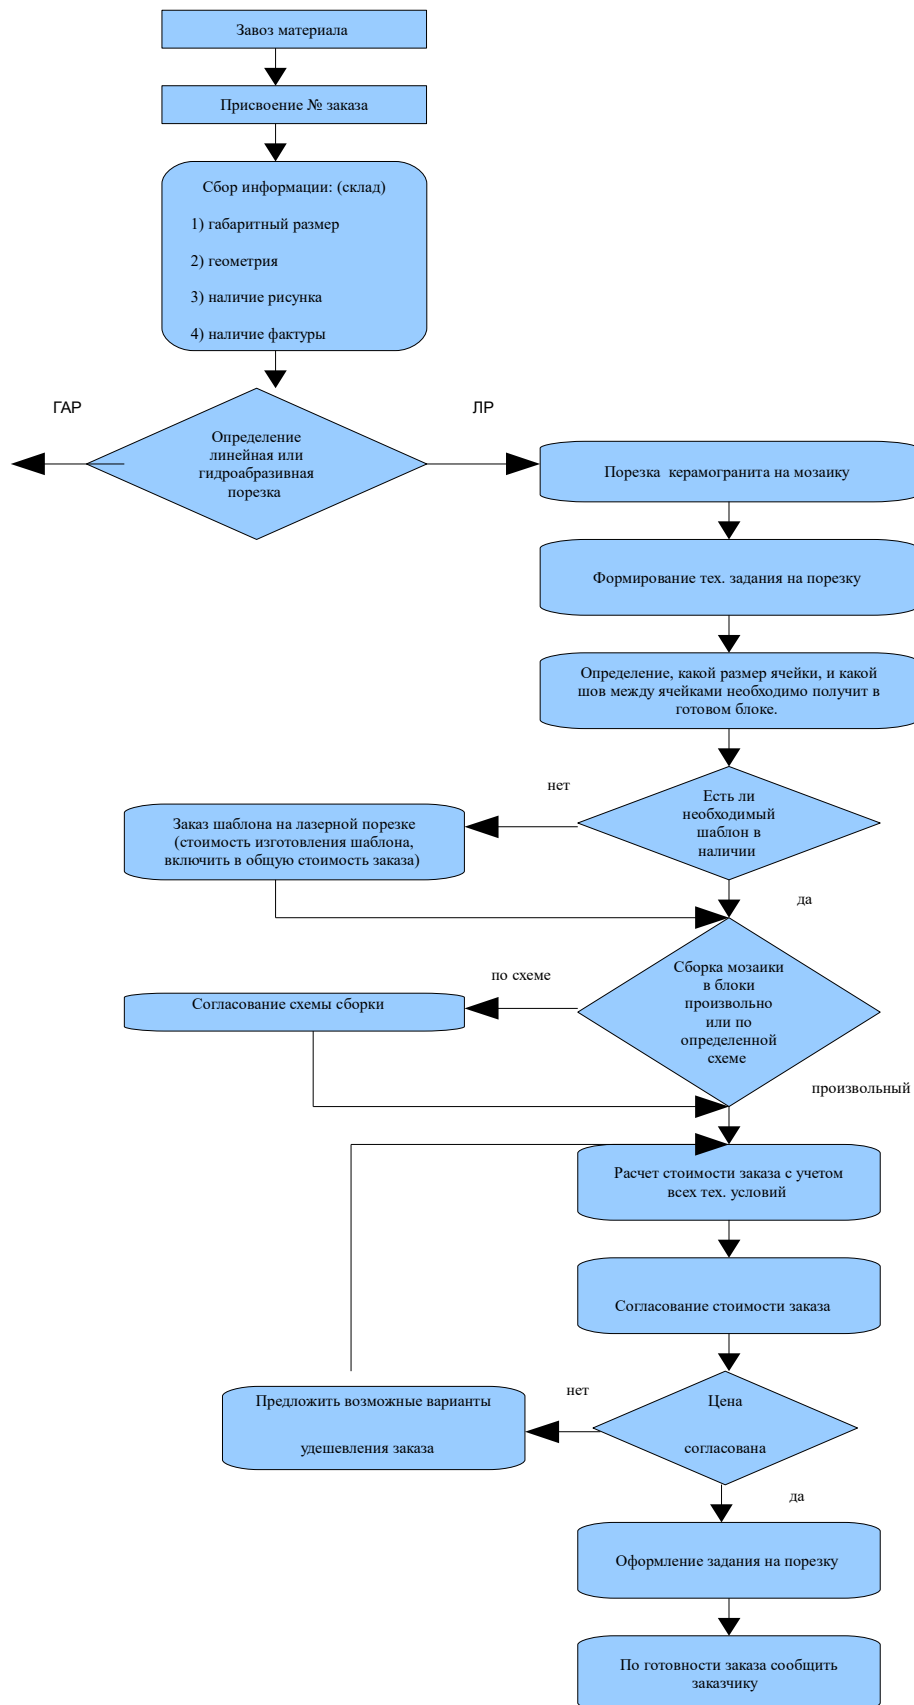 Завоз материала
Присвоение № заказа
Сбор информации: (склад)
1) габаритный размер
2) геометрия
3) наличие рисунка
4) наличие фактуры
ГАР
ЛР
Определение
линейная или
гидроабразивная
порезка
Порезка керамогранита на мозаику
Формирование тех. задания на порезку
Определение, какой размер ячейки, и какой
шов между ячейками необходимо получит в
готовом блоке.
нет
Есть ли
необходимый
шаблон в
наличии
Заказ шаблона на лазерной порезке
(стоимость изготовления шаблона,
включить в общую стоимость заказа)
да
по схеме
Сборка мозаики
в блоки
произвольно
или по
определенной
схеме
Согласование схемы сборки
произвольный
Расчет стоимости заказа с учетом
всех тех. условий
Согласование стоимости заказа
нет
Цена
согласована
Предложить возможные варианты
удешевления заказа
да
Оформление задания на порезку
По готовности заказа сообщить
заказчику